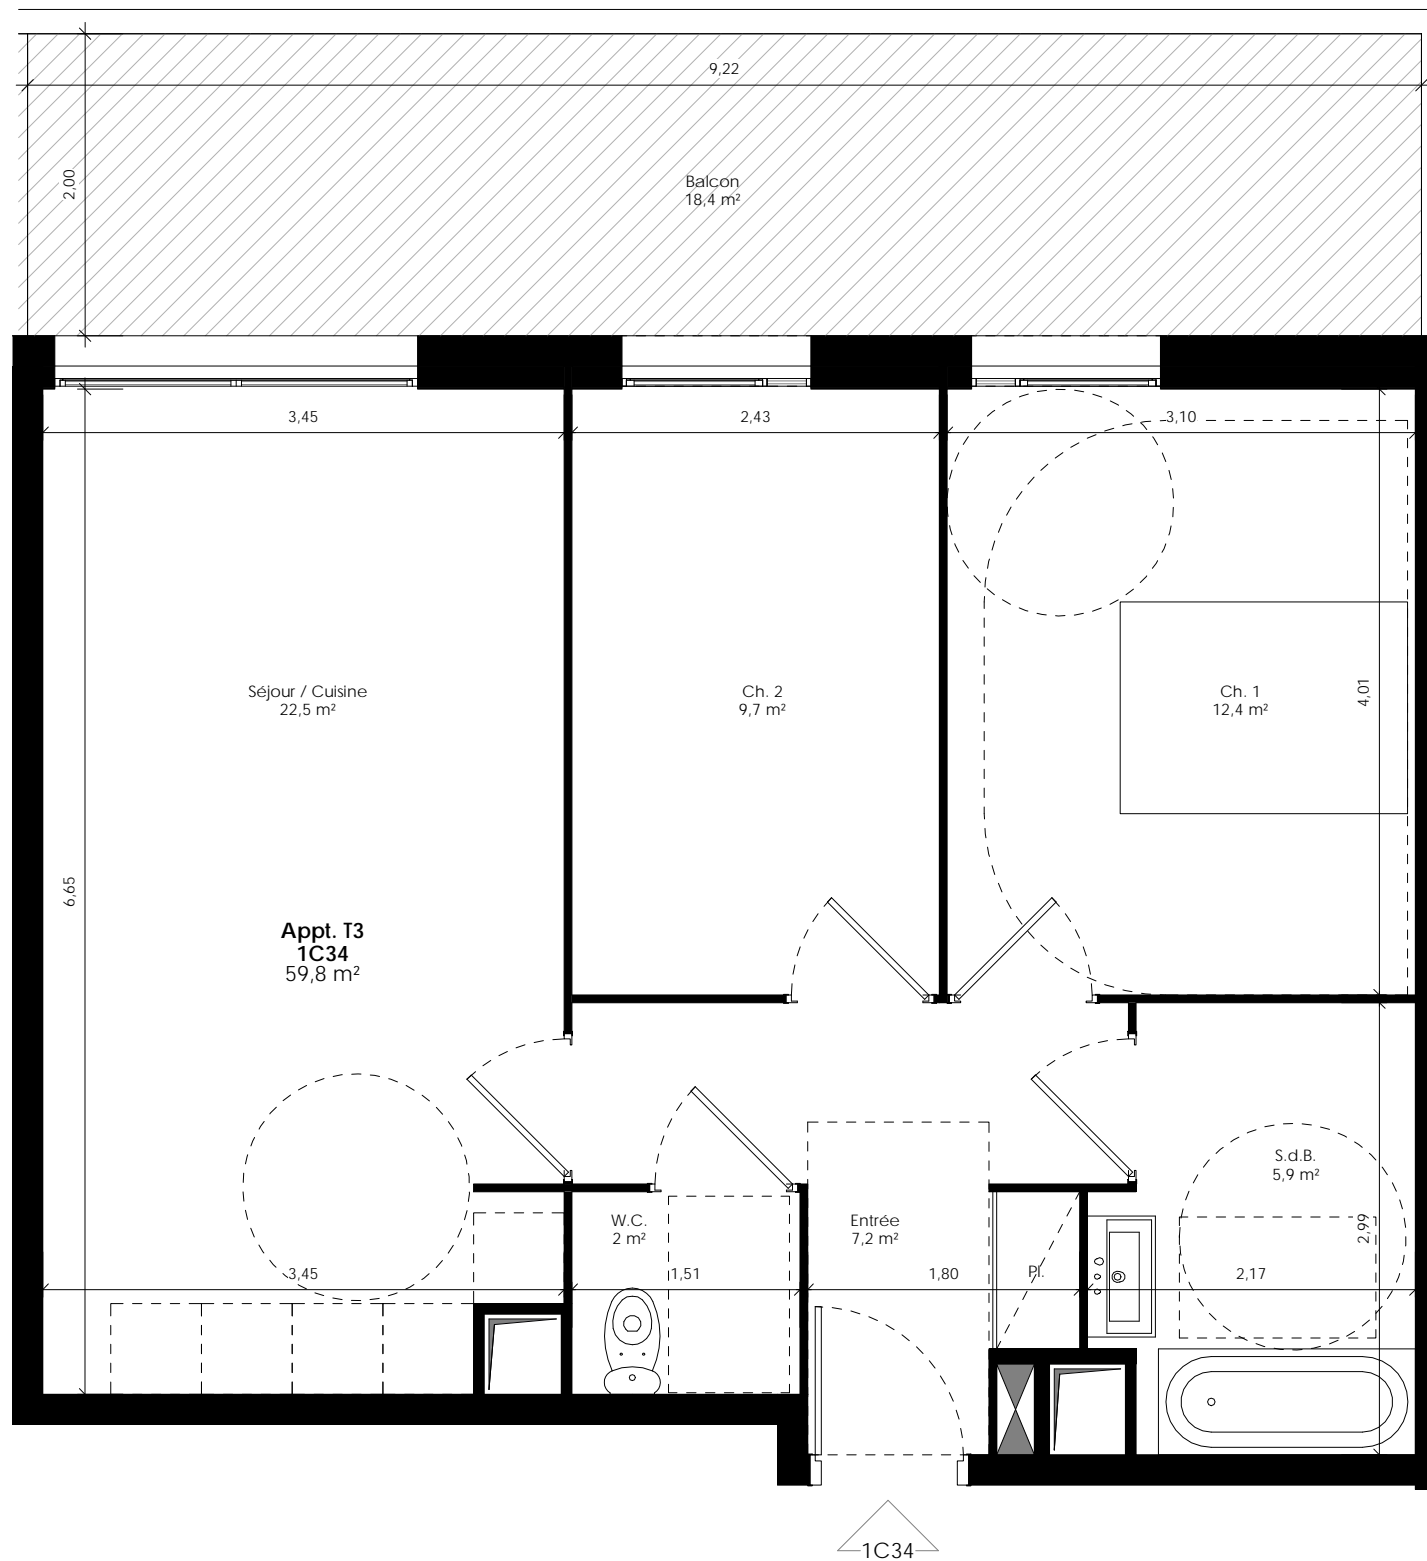 9,22
2,00
Balcon
18,4 m²
3,45
2,43
3,10
Séjour / Cuisine
22,5 m²
Ch. 2
9,7 m²
Ch. 1
12,4 m²
4,01
6,65
Appt. T3
1C34
59,8 m²
S.d.B.
5,9 m²
W.C.
2 m²
Entrée
7,2 m²
2,99
3,45
1,51
1,80
Pl.
2,17
1C34